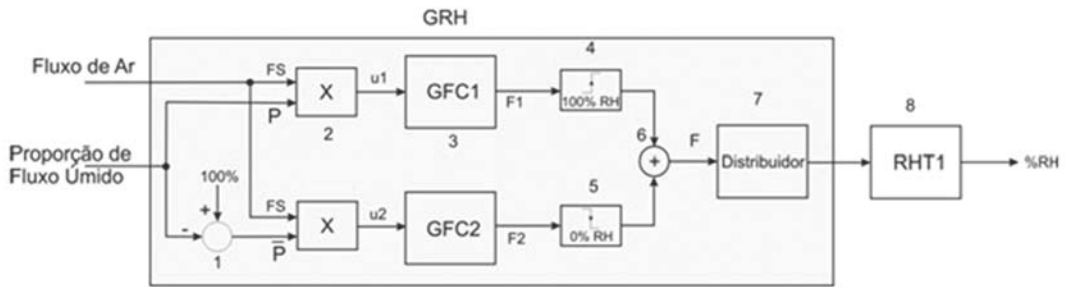 GRH
Fluxo de Ar
FS
P
X
2
u1
GFC1
3
F1
4
100% RH
Proporção de
Fluxo Úmido
100%
+
-
1
FS
P̅
X
u2
GFC2
F2
5
0% RH
6
+
F
7
Distribuidor
8
RHT1
%RH